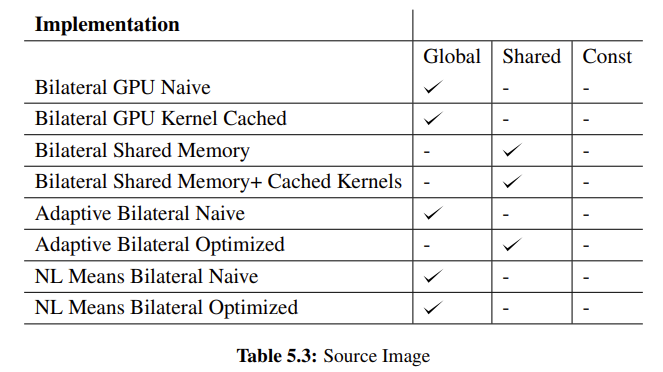 Implementation
Global Shared Const
Bilateral GPU Naive ✓ - -
Bilateral GPU Kernel Cached ✓ - -
Bilateral Shared Memory - ✓ -
Bilateral Shared Memory+ Cached Kernels - ✓ -
Adaptive Bilateral Naive ✓ - -
Adaptive Bilateral Optimized - ✓ -
NL Means Bilateral Naive ✓ - -
NL Means Bilateral Optimized ✓ - -
Table 5.3: Source Image